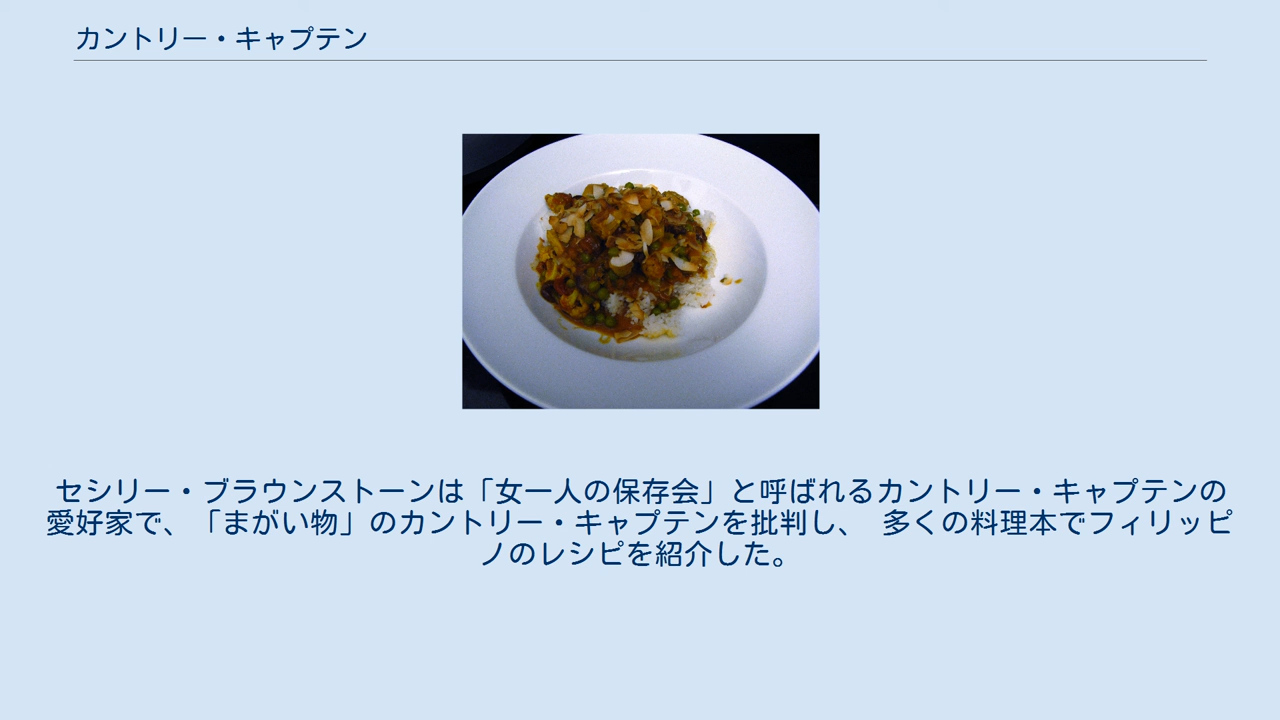 カントリー・キャプテン
セシリー・ブラウンストーンは「女一人の保存会」と呼ばれるカントリー・キャプテンの
愛好家で、「まがい物」のカントリー・キャプテンを批判し、 多くの料理本でフィリッピ
ノのレシピを紹介した。